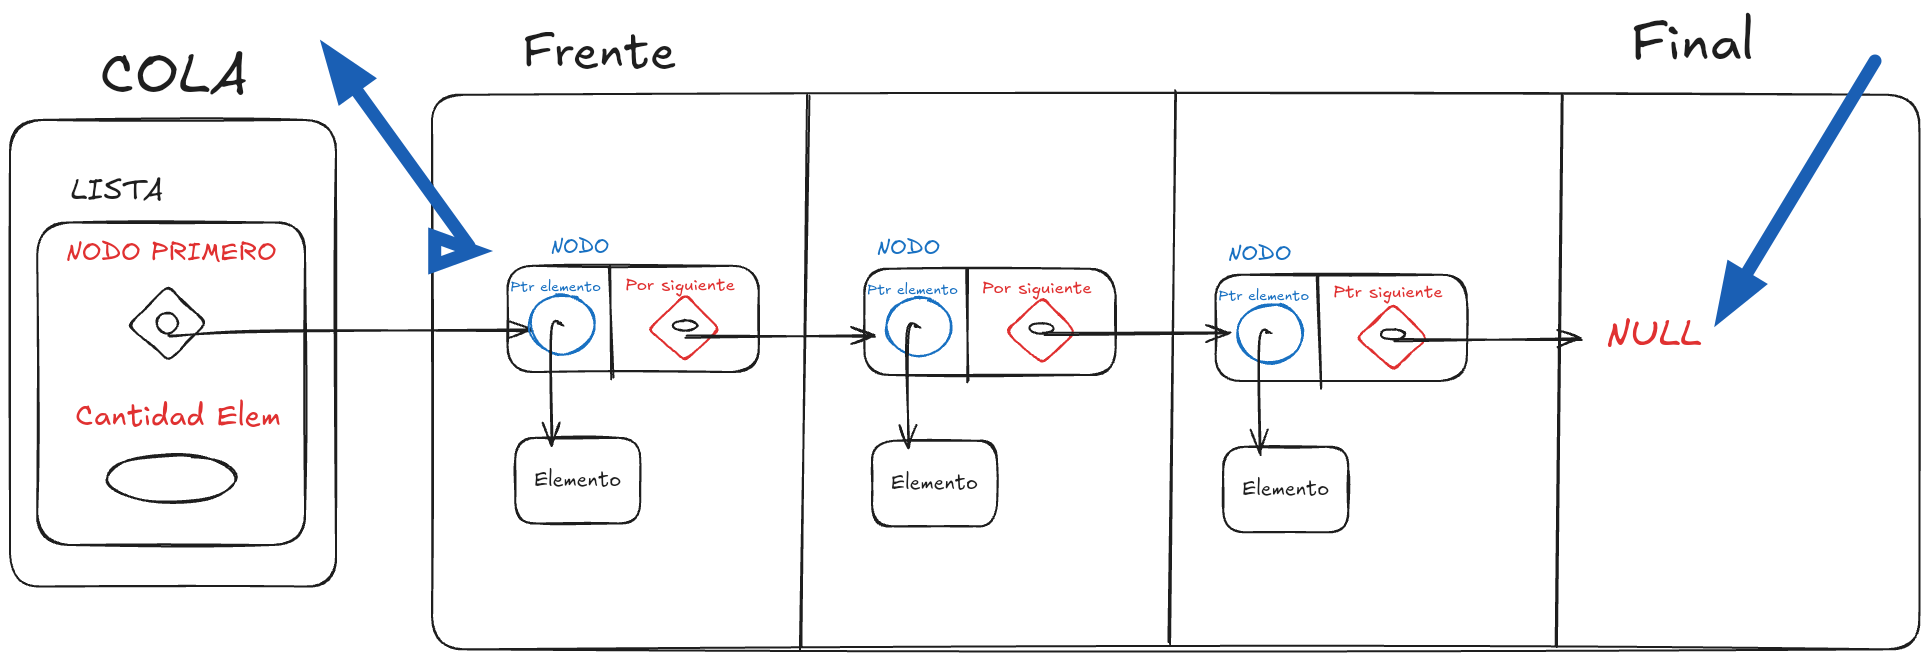 COLA
Frente
Final
LISTA
NODO PRIMERO
Cantidad Elem
NODO
Ptr elemento
Por siguiente
Elemento
NODO
Ptr elemento
Por siguiente
Elemento
NODO
Ptr elemento
Ptr siguiente
Elemento
NULL